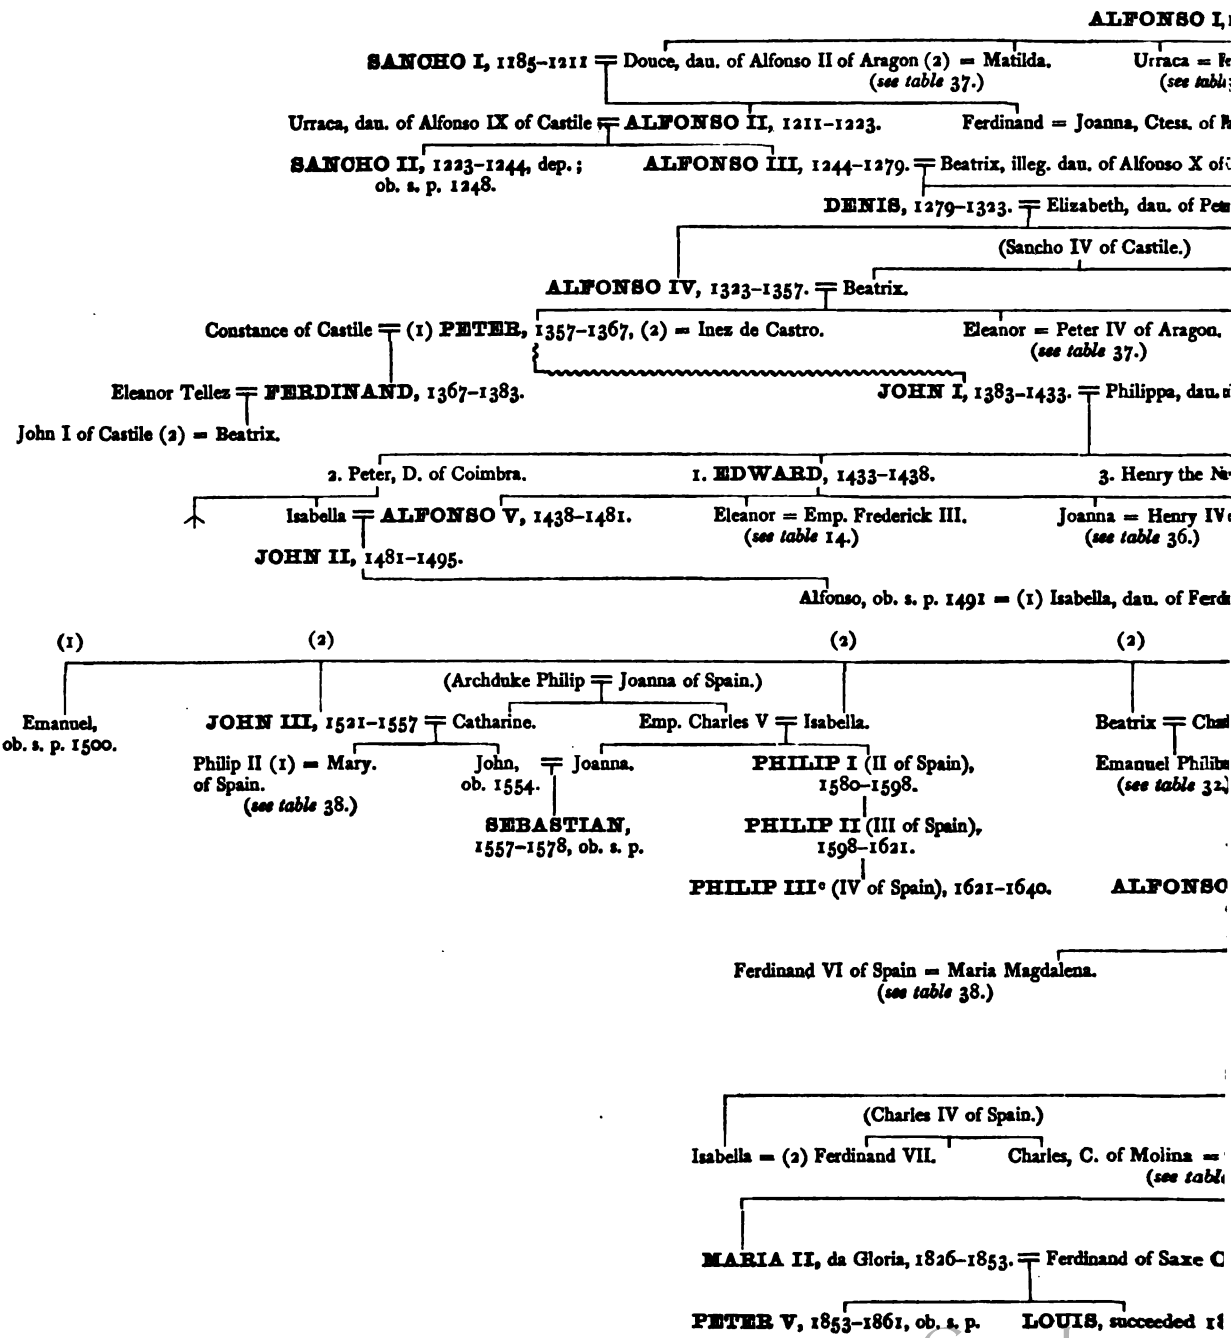 ALFONSO I,
SANCHO I, 1185–1211 = Douce, dau. of Alfonso II of Aragon (2) = Matilda. Urraca =
(see table 37.) (see
Urraca, dau. of Alfonso IX of Castile = ALFONSO II, 1211–1223. Ferdinand = Joanna, Ctess. of
SANCHO II, 1223–1244, dep.; ALFONSO III, 1244–1279. = Beatrix, illeg. dau. of Alfonso X of
ob. s. p. 1248.
DENIS, 1279–1323. = Elizabeth, dau. of
(Sancho IV of Castile.)
ALFONSO IV, 1323–1357. = Beatrix.
Constance of Castile = (1) PETER, 1357–1367, (2) = Inez de Castro. Eleanor = Peter IV of Aragon.
(see table 37.)
Eleanor Tellez = FERDINAND, 1367–1383. JOHN I, 1383–1433. = Philippa, dau.
John I of Castile (2) = Beatrix.
2. Peter, D. of Coimbra. 1. EDWARD, 1433–1438. 3. Henry the
Isabella = ALFONSO V, 1438–1481. Eleanor = Emp. Frederick III. Joanna = Henry IV
(see table 14.) (see table 36.)
JOHN II, 1481–1495.
Alfonso, ob. s. p. 1491 = (1) Isabella, dau. of
(1) (2) (2) (2)
(Archduke Philip = Joanna of Spain.)
Emanuel, JOHN III, 1521–1557 = Catharine. Emp. Charles V = Isabella. Beatrix =
ob. s. p. 1500.
Philip II (1) = Mary. John, = Joanna. PHILIP I (II of Spain), Emanuel
of Spain. ob. 1554. 1580–1598. (see table 32.)
(see table 38.)
SEBASTIAN, PHILIP II (III of Spain),
1557–1578, ob. s. p. 1598–1621.
PHILIP III (IV of Spain), 1621–1640. ALFONSO
Ferdinand VI of Spain = Maria Magdalena.
(see table 38.)
(Charles IV of Spain.)
Isabella = (2) Ferdinand VII. Charles, C. of Molina =
(see table
MARIA II, da Gloria, 1826–1853. = Ferdinand of Saxe
PETER V, 1853–1861, ob. s. p. LOUIS, succeeded